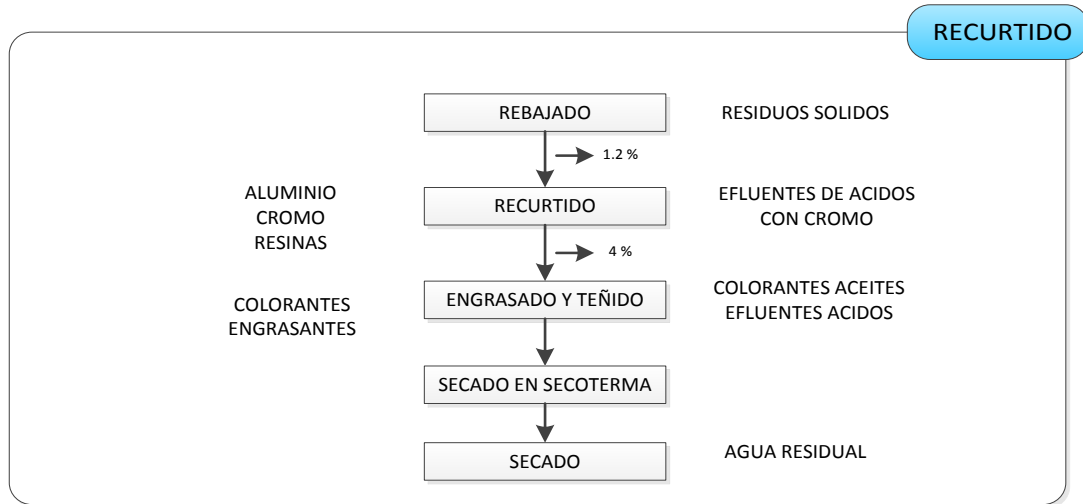 RECURTIDO
REBAJADO
RESIDUOS SOLIDOS
1.2 %
ALUMINIO
CROMO
RESINAS
RECURTIDO
EFLUENTES DE ACIDOS
CON CROMO
4 %
COLORANTES
ENGRASANTES
ENGRASADO Y TEÑIDO
COLORANTES ACEITES
EFLUENTES ACIDOS
SECADO EN SECOTERMA
SECADO
AGUA RESIDUAL